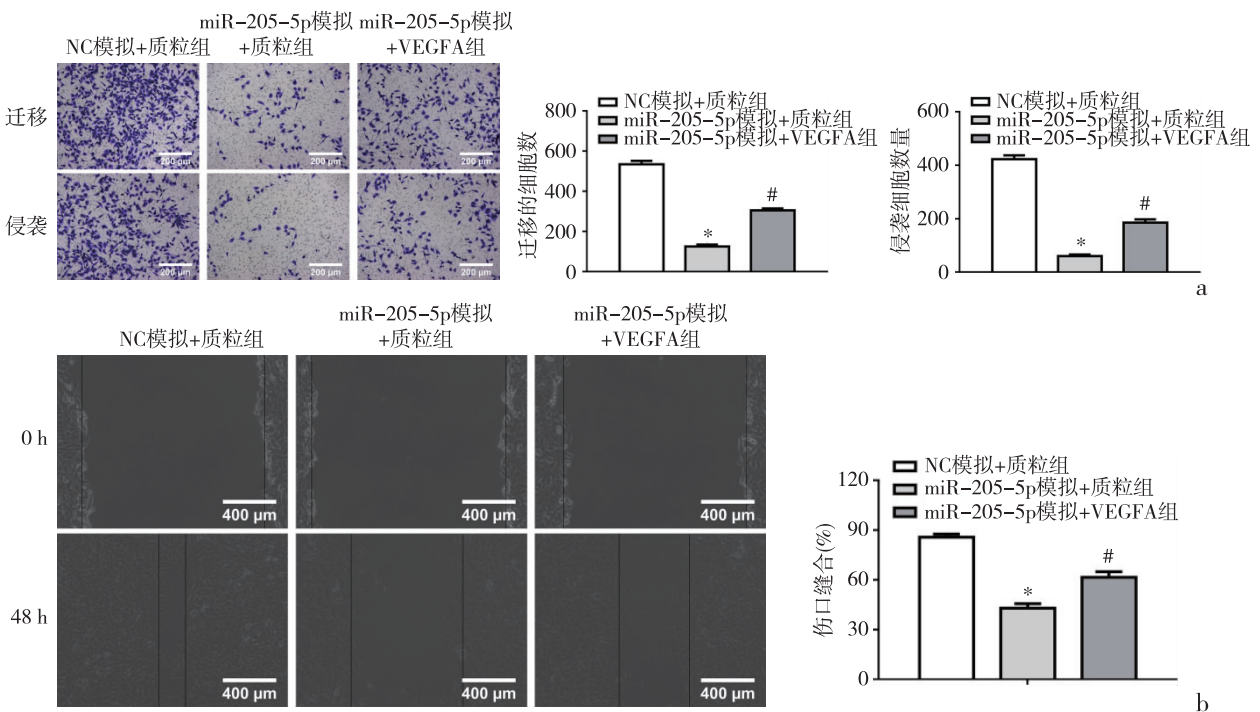 NC模拟+质粒组
miR-205-5p模拟
+质粒组
miR-205-5p模拟
+VEGFA组
迁移
200 μm
200 μm
200 μm
侵袭
200 μm
200 μm
200 μm
迁移的细胞数
800
600
400
200
0
NC模拟+质粒组
miR-205-5p模拟+质粒组
miR-205-5p模拟+VEGFA组
*
#
侵袭细胞数量
600
400
200
0
NC模拟+质粒组
miR-205-5p模拟+质粒组
miR-205-5p模拟+VEGFA组
*
#
a
NC模拟+质粒组
miR-205-5p模拟
+质粒组
miR-205-5p模拟
+VEGFA组
0 h
400 μm
400 μm
400 μm
48 h
400 μm
400 μm
400 μm
伤口缝合(%)
120
90
60
30
0
NC模拟+质粒组
miR-205-5p模拟+质粒组
miR-205-5p模拟+VEGFA组
*
#
b